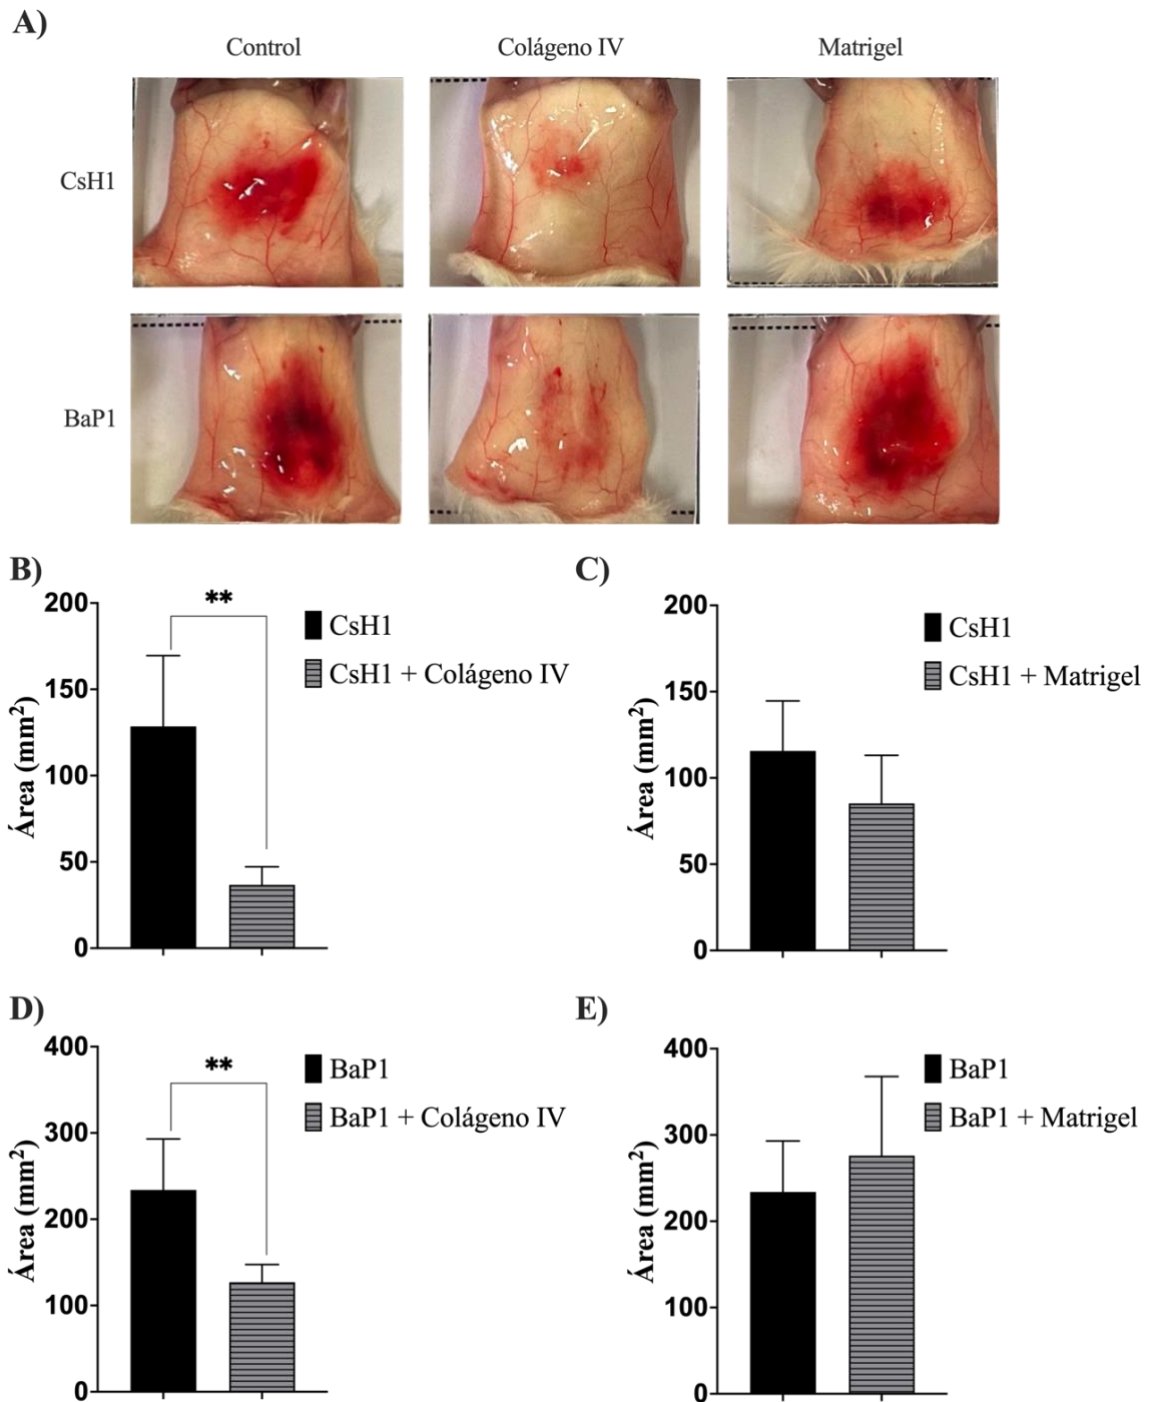 A)
Control
Colágeno IV
Matrigel
CsH1
BaP1
B)
**
200
150
100
50
0
Área (mm²)
CsH1
CsH1 + Colágeno IV
C)
200
150
100
50
0
Área (mm²)
CsH1
CsH1 + Matrigel
D)
**
400
300
200
100
0
Área (mm²)
BaP1
BaP1 + Colágeno IV
E)
400
300
200
100
0
Área (mm²)
BaP1
BaP1 + Matrigel